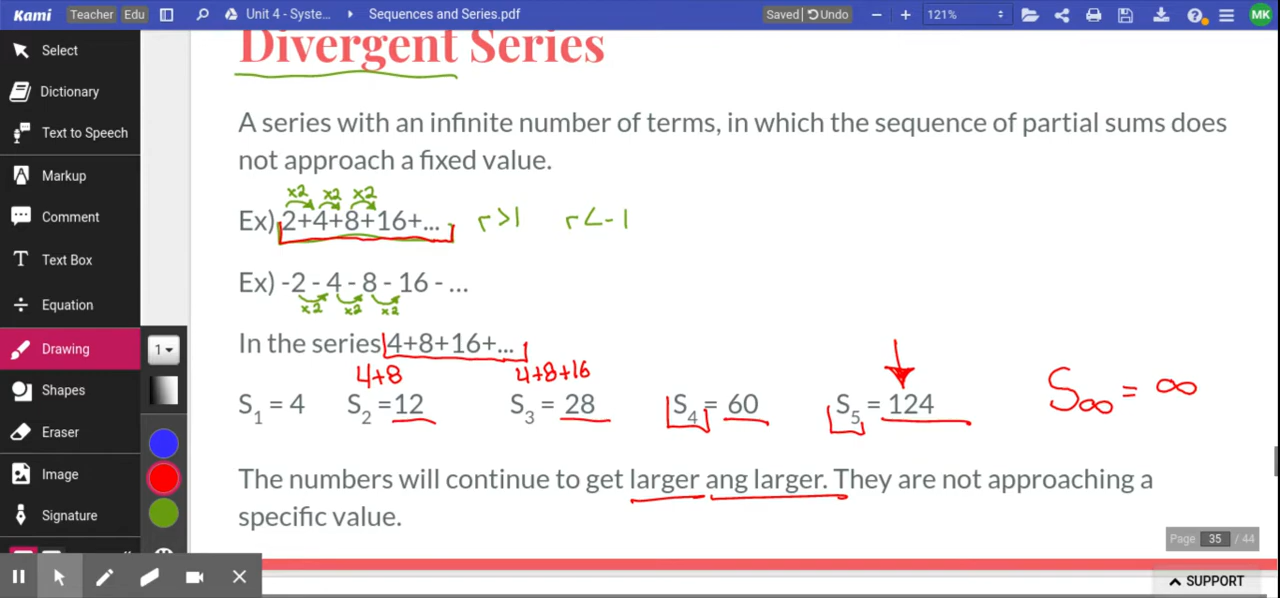 Kami Teacher Edu Unit 4 - Syste... Sequences and Series.pdf Saved Undo 121% MK
Select
Dictionary
Text to Speech
Markup
Comment
Text Box
Equation
Drawing
1
Shapes
Eraser
Image
Signature
Divergent Series
A series with an infinite number of terms, in which the sequence of partial sums does
not approach a fixed value.
x2 x2 x2
Ex) 2+4+8+16+... r>1 r<-1
Ex) -2 - 4 - 8 - 16 - ...
x2 x2 x2
In the series 4+8+16+...
4+8 4+8+16
S1 = 4 S2 =12 S3 = 28 S4 = 60 S5 = 124 S∞ = ∞
The numbers will continue to get larger ang larger. They are not approaching a
specific value.
Page 35 / 44
SUPPORT